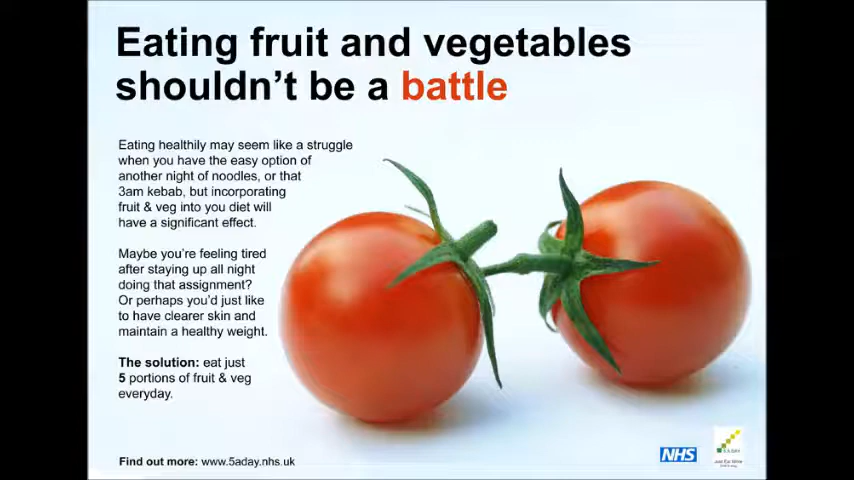 Eating fruit and vegetables
shouldn't be a battle
Eating healthily may seem like a struggle
when you have the easy option of
another night of noodles, or that
3am kebab, but incorporating
fruit & veg into you diet will
have a significant effect.
Maybe you're feeling tired
after staying up all night
doing that assignment?
Or perhaps you'd just like
to have clearer skin and
maintain a healthy weight.
The solution: eat just
5 portions of fruit & veg
everyday.
Find out more: www.5aday.nhs.uk
NHS
5 A DAY